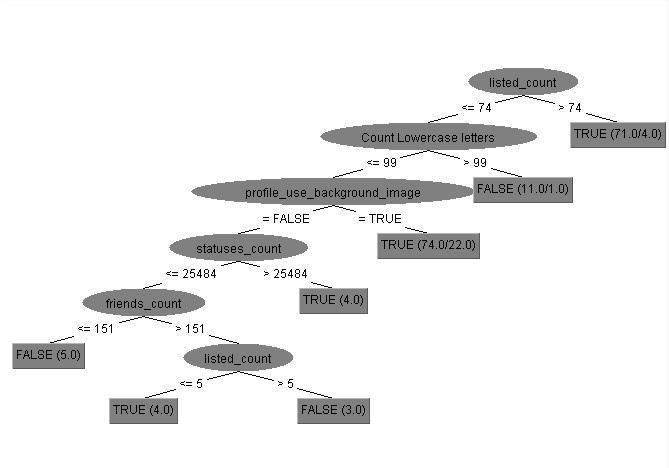 listed_count
<= 74
> 74
Count Lowercase letters
TRUE (71.0/4.0)
<= 99
> 99
profile_use_background_image
FALSE (11.0/1.0)
= FALSE
= TRUE
statuses_count
TRUE (74.0/22.0)
<= 25484
> 25484
friends_count
TRUE (4.0)
<= 151
> 151
FALSE (5.0)
listed_count
<= 5
> 5
TRUE (4.0)
FALSE (3.0)